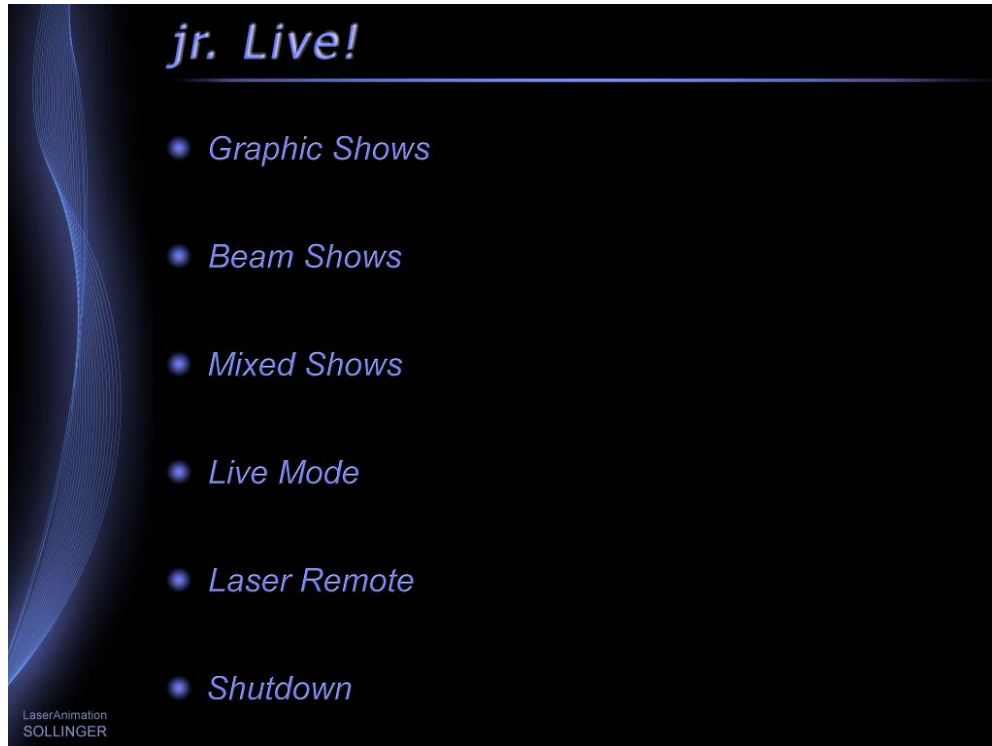 jr. Live!
Graphic Shows
Beam Shows
Mixed Shows
Live Mode
Laser Remote
Shutdown
LaserAnimation
SOLLINGER